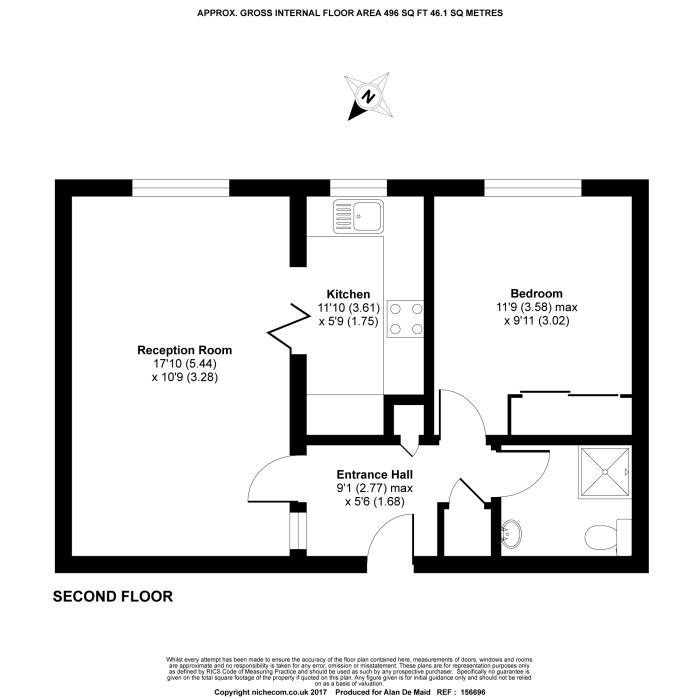 APPROX. GROSS INTERNAL FLOOR AREA 496 SQ FT 46.1 SQ METRES
N
Kitchen
11'10 (3.61)
x 5'9 (1.75)
Bedroom
11'9 (3.58) max
x 9'11 (3.02)
Reception Room
17'10 (5.44)
x 10'9 (3.28)
Entrance Hall
9'1 (2.77) max
x 5'6 (1.68)
SECOND FLOOR
Whilst every attempt has been made to ensure the accuracy of the floor plan contained here, measurements of doors, windows and rooms
are approximate and no responsibility is taken for any error, omission or misstatement. These plans are for representation purposes only
as defined by RICS Code of Measuring Practice and should be used as such by any prospective purchaser. Specifically no guarantee is
given on the total square footage of the property if quoted on this plan. Any figure given is for initial guidance only and should not be relied
on as a basis of valuation.
Copyright nichecom.co.uk 2017 Produced for Alan De Maid REF : 156696